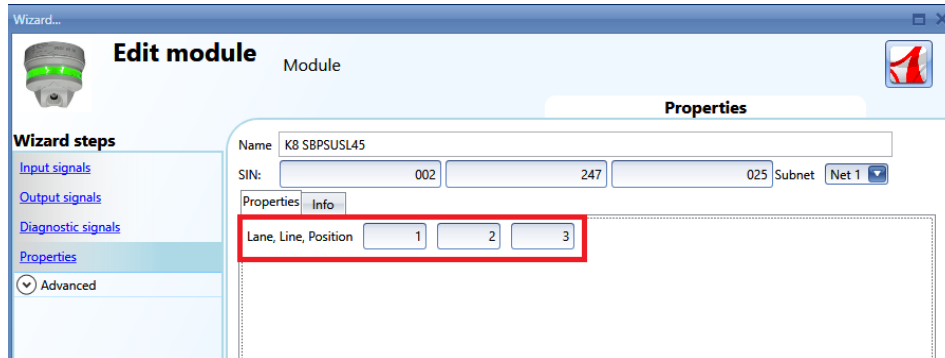 Wizard...
Edit module
Module
Properties
Wizard steps
Input signals
Output signals
Diagnostic signals
Properties
Advanced
Name K8 SBPSUSL45
SIN: 002 247 025 Subnet Net 1
Properties Info
Lane, Line, Position 1 2 3